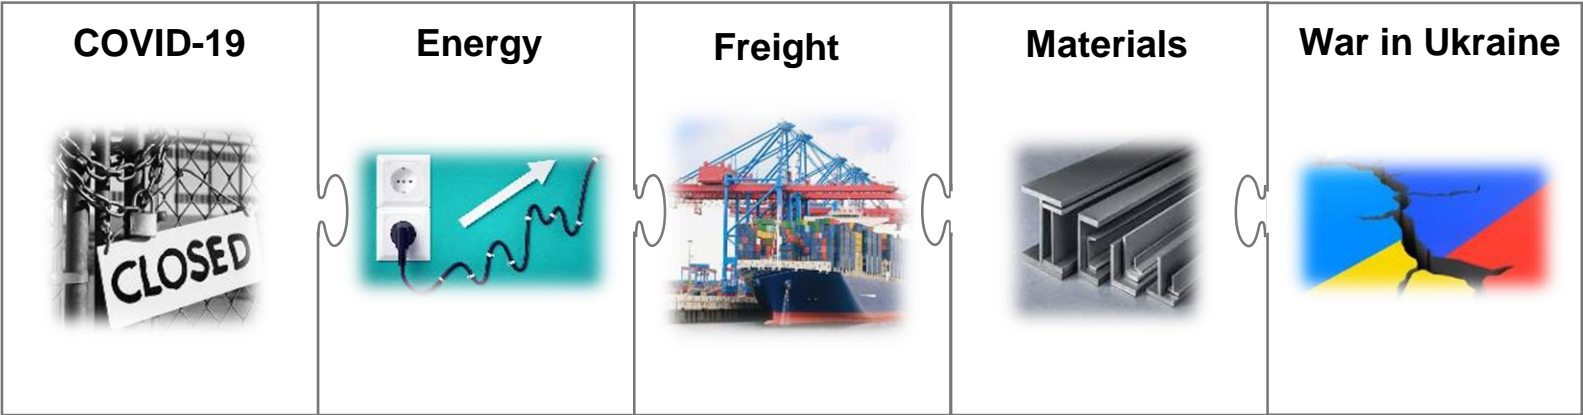 COVID-19
Energy
Freight
Materials
War in Ukraine
CLOSED